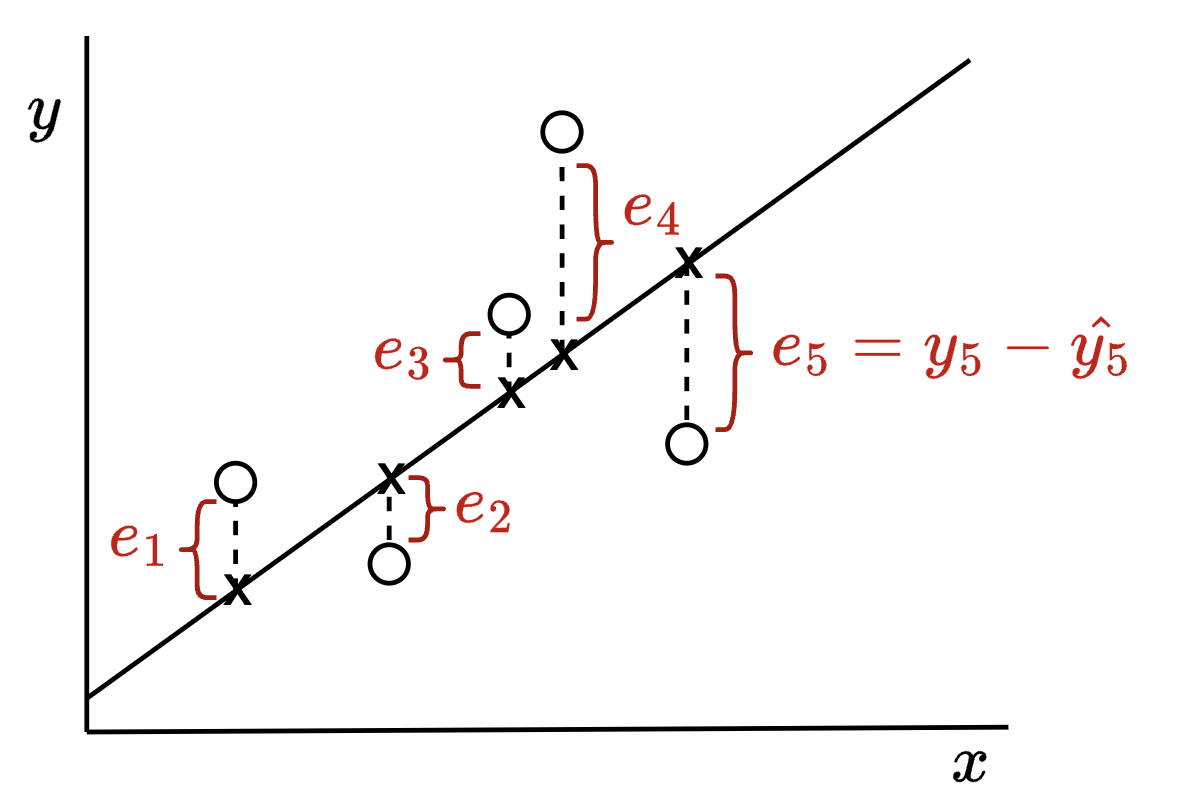 y
e₄
e₃
e₅ = y₅ − ŷ₅
e₂
e₁
x